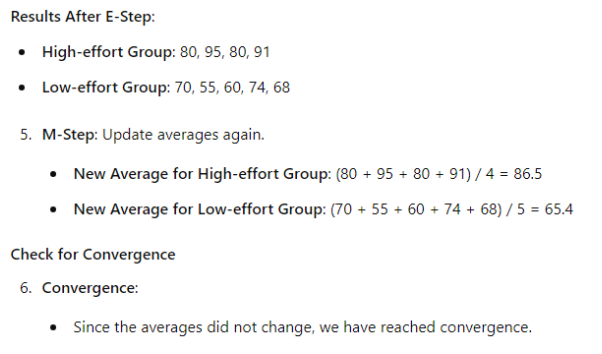 Results After E-Step:
• High-effort Group: 80, 95, 80, 91
• Low-effort Group: 70, 55, 60, 74, 68
5. M-Step: Update averages again.
• New Average for High-effort Group: (80 + 95 + 80 + 91) / 4 = 86.5
• New Average for Low-effort Group: (70 + 55 + 60 + 74 + 68) / 5 = 65.4
Check for Convergence
6. Convergence:
• Since the averages did not change, we have reached convergence.